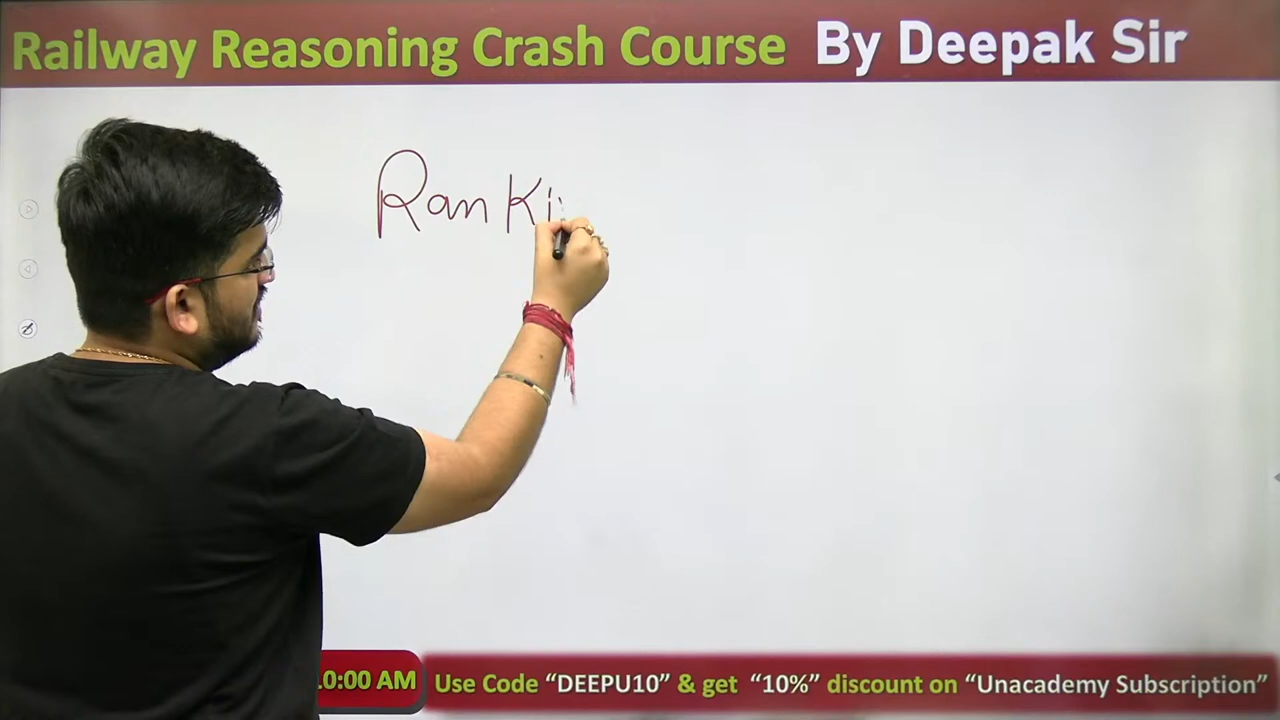 Railway Reasoning Crash Course By Deepak Sir
Ran Ki
0:00 AM
Use Code “DEEPU10” & get “10%” discount on “Unacademy Subscription”